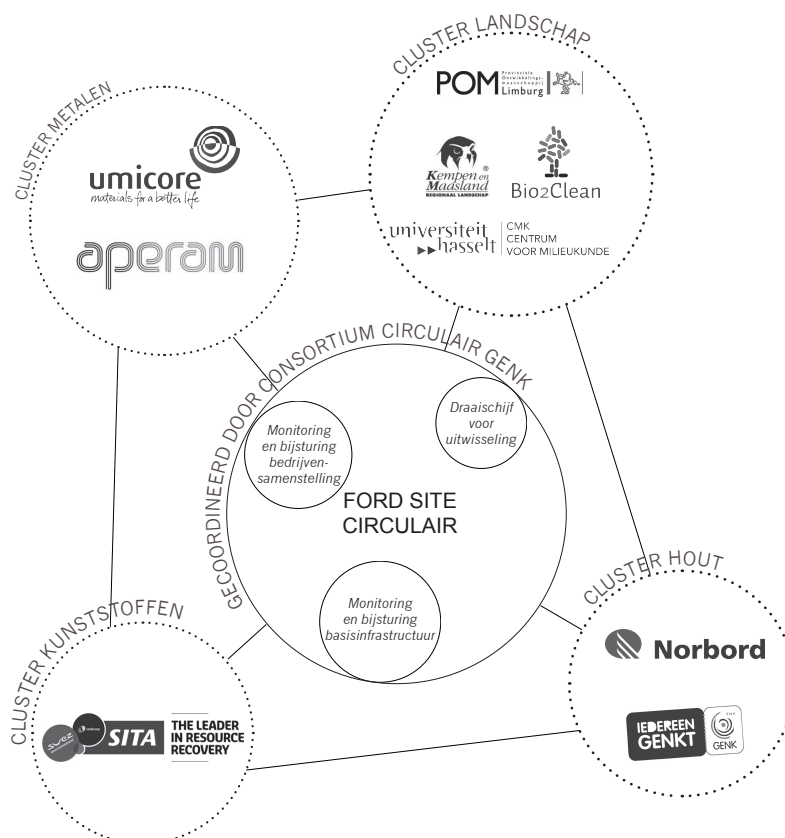 CLUSTER LANDSCHAP
POM
Provinciale
Ontwikkelings-
maatschappij
Limburg
Kempen en
Maasland
REGIONAAL LANDSCHAP
Bio2Clean
universiteit
hasselt
CMK
CENTRUM
VOOR MILIEUKUNDE
CLUSTER METALEN
umicore
materials for a better life
aperam
GECOORDINEERD DOOR CONSORTIUM CIRCULAIR GENK
Monitoring
en bijsturing
bedrijven-
samenstelling
Draaischijf
voor
uitwisseling
FORD SITE
CIRCULAIR
Monitoring
en bijsturing
basisinfrastructuur
CLUSTER HOUT
Norbord
IEDEREEN
GENKT
GENK
CLUSTER KUNSTSTOFFEN
SITA
THE LEADER
IN RESOURCE
RECOVERY